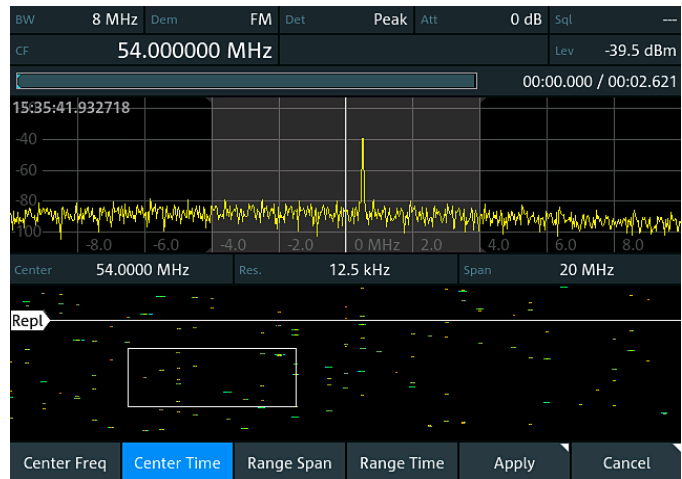 BW 8 MHz Dem FM Det Peak Att 0 dB Sql ---
CF 54.000000 MHz Lev -39.5 dBm
00:00.000 / 00:02.621
15:35:41.932718
-40
-60
-80
-100
-8.0 -6.0 -4.0 -2.0 0 MHz 2.0 4.0 6.0 8.0
Center 54.0000 MHz Res. 12.5 kHz Span 20 MHz
Repl
Center Freq Center Time Range Span Range Time Apply Cancel